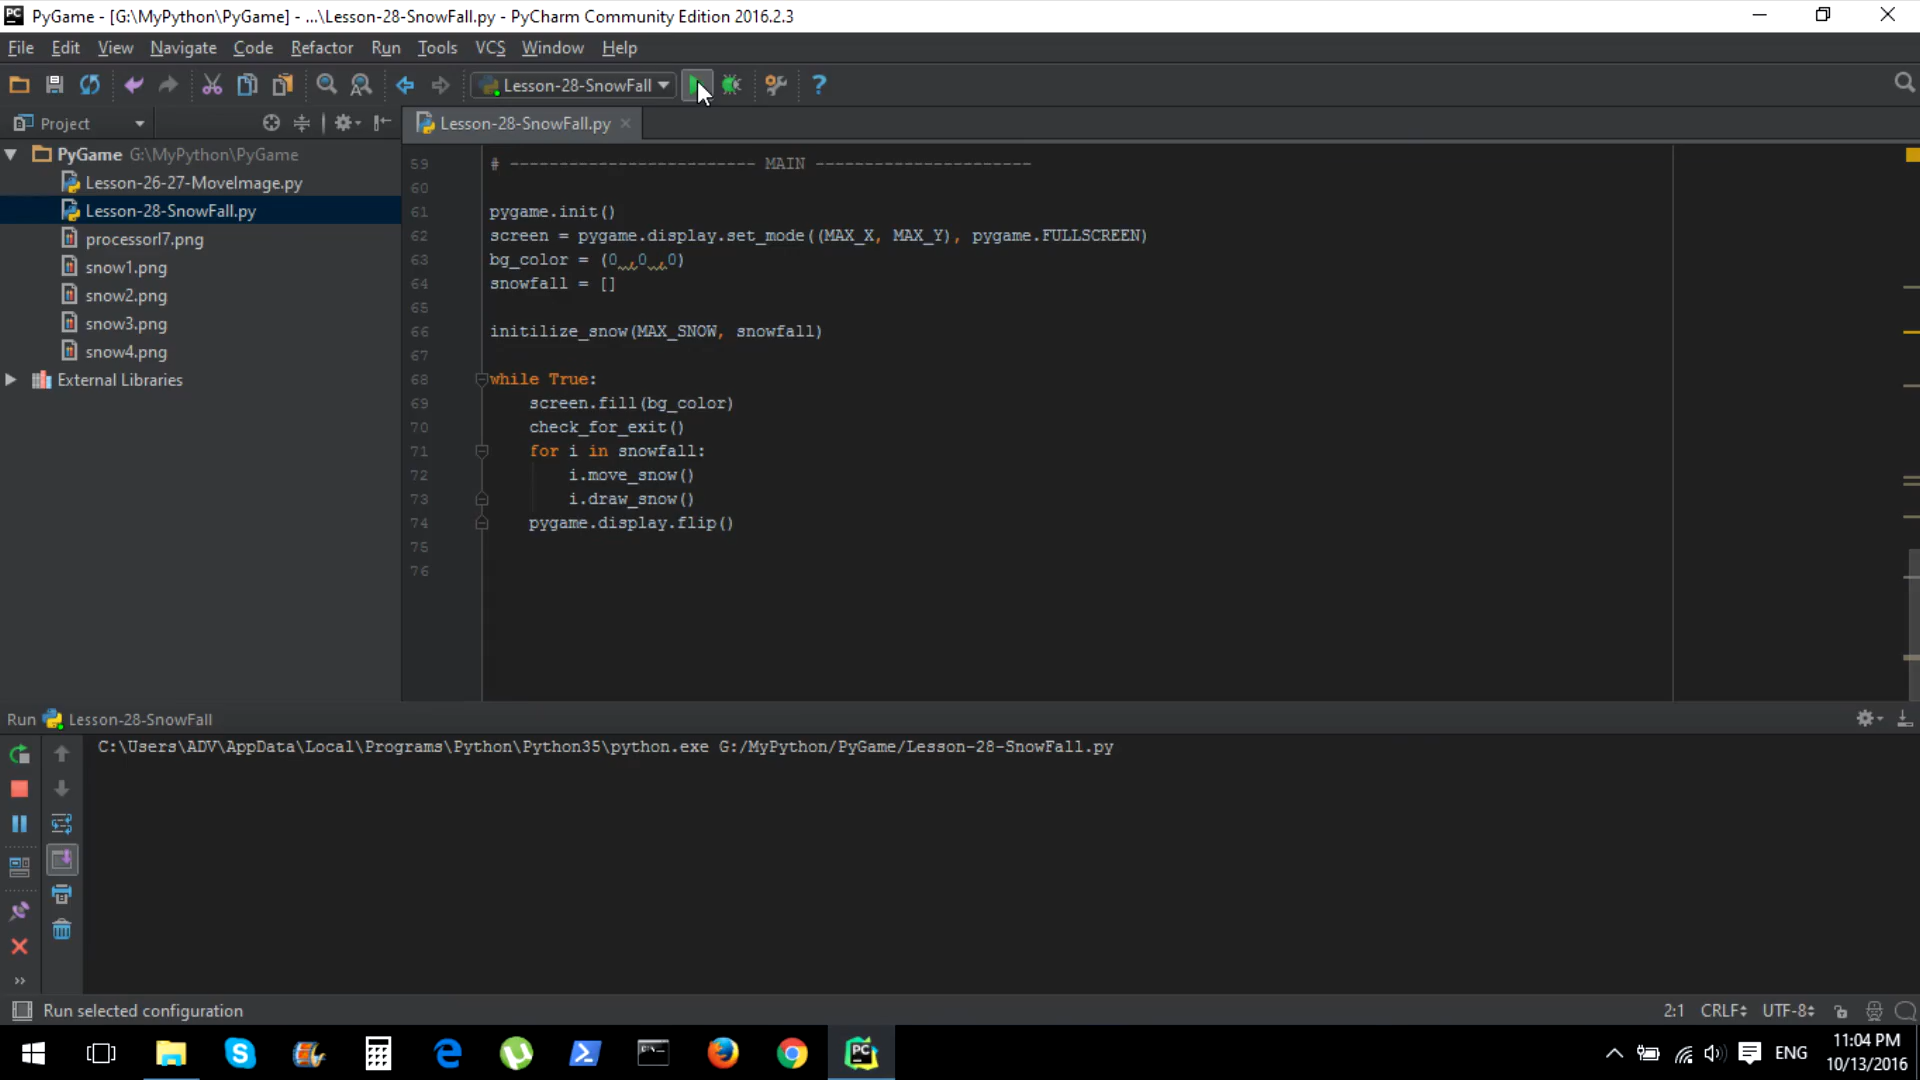 PyGame - [G:\MyPython\PyGame] - ...\Lesson-28-SnowFall.py - PyCharm Community Edition 2016.2.3
File Edit View Navigate Code Refactor Run Tools VCS Window Help
Lesson-28-SnowFall
Project
Lesson-28-SnowFall.py
PyGame G:\MyPython\PyGame
Lesson-26-27-MoveImage.py
Lesson-28-SnowFall.py
processorI7.png
snow1.png
snow2.png
snow3.png
snow4.png
External Libraries
59 # ------------------------- MAIN ----------------------
60
61 pygame.init()
62 screen = pygame.display.set_mode((MAX_X, MAX_Y), pygame.FULLSCREEN)
63 bg_color = (0 ,0 ,0)
64 snowfall = []
65
66 initilize_snow(MAX_SNOW, snowfall)
67
68 while True:
69 screen.fill(bg_color)
70 check_for_exit()
71 for i in snowfall:
72 i.move_snow()
73 i.draw_snow()
74 pygame.display.flip()
75
76
Run Lesson-28-SnowFall
C:\Users\ADV\AppData\Local\Programs\Python\Python35\python.exe G:/MyPython/PyGame/Lesson-28-SnowFall.py
Run selected configuration
2:1 CRLF UTF-8
ENG
11:04 PM
10/13/2016